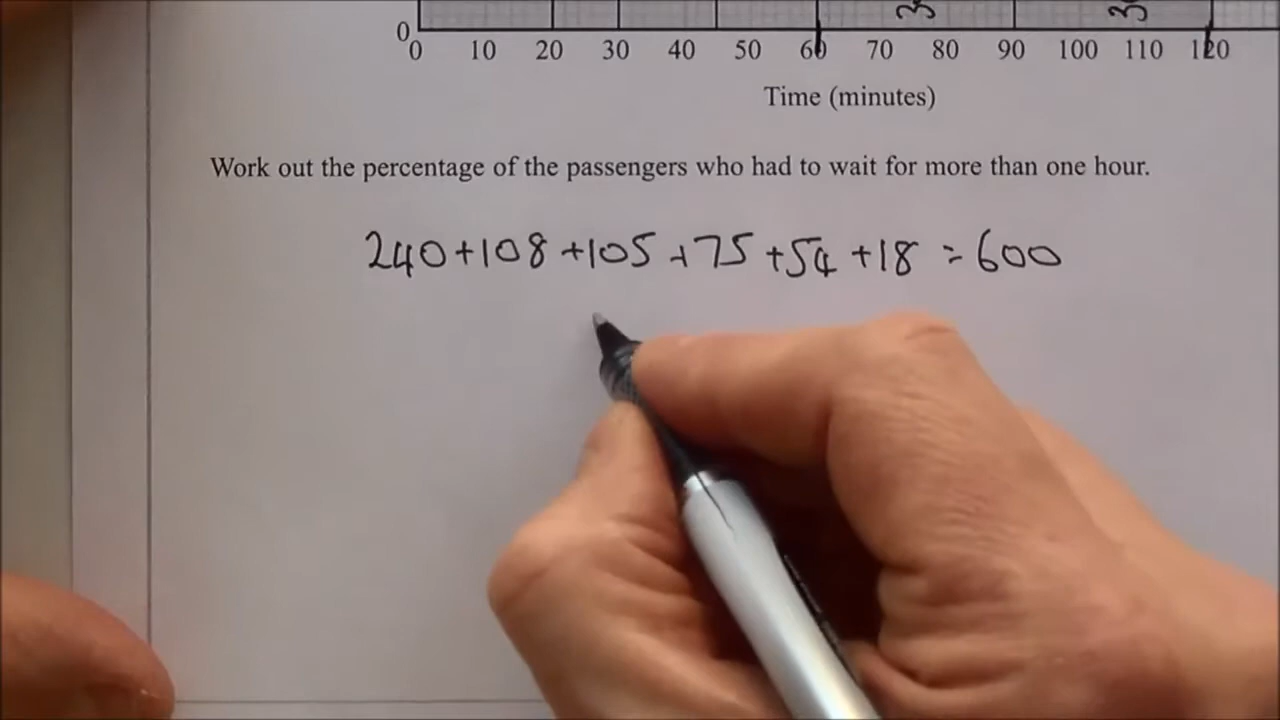 0
0 10 20 30 40 50 60 70 80 90 100 110 120
Time (minutes)
Work out the percentage of the passengers who had to wait for more than one hour.
240+108+105+75+54+18=600